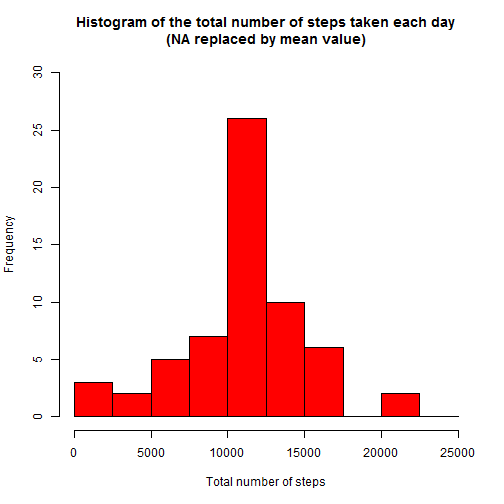 Histogram of the total number of steps taken each day
(NA replaced by mean value)
Frequency
30
25
20
15
10
5
0
0 5000 10000 15000 20000 25000
Total number of steps